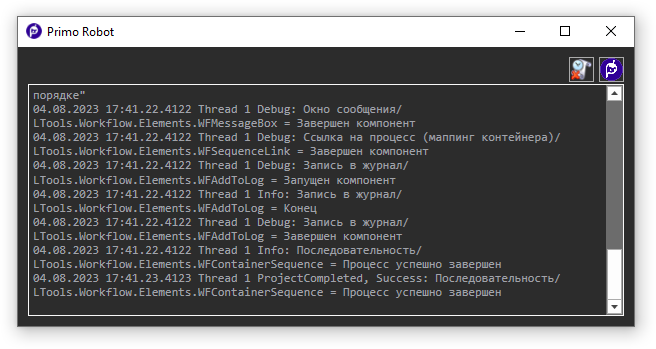 Primo Robot
порядке"
04.08.2023 17:41.22.4122 Thread 1 Debug: Окно сообщения/
LTools.Workflow.Elements.WFMessageBox = Завершен компонент
04.08.2023 17:41.22.4122 Thread 1 Debug: Ссылка на процесс (маппинг контейнера)/
LTools.Workflow.Elements.WFSequenceLink = Завершен компонент
04.08.2023 17:41.22.4122 Thread 1 Debug: Запись в журнал/
LTools.Workflow.Elements.WFAddToLog = Запущен компонент
04.08.2023 17:41.22.4122 Thread 1 Info: Запись в журнал/
LTools.Workflow.Elements.WFAddToLog = Конец
04.08.2023 17:41.22.4122 Thread 1 Debug: Запись в журнал/
LTools.Workflow.Elements.WFAddToLog = Завершен компонент
04.08.2023 17:41.22.4122 Thread 1 Info: Последовательность/
LTools.Workflow.Elements.WFContainerSequence = Процесс успешно завершен
04.08.2023 17:41.23.4123 Thread 1 ProjectCompleted, Success: Последовательность/
LTools.Workflow.Elements.WFContainerSequence = Процесс успешно завершен